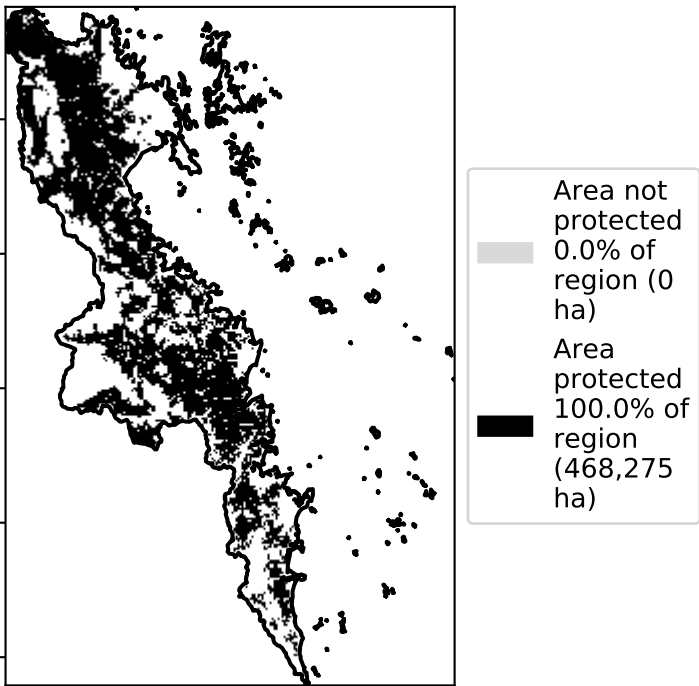 Area not
protected
0.0% of
region (0
ha)
Area
protected
100.0% of
region
(468,275
ha)